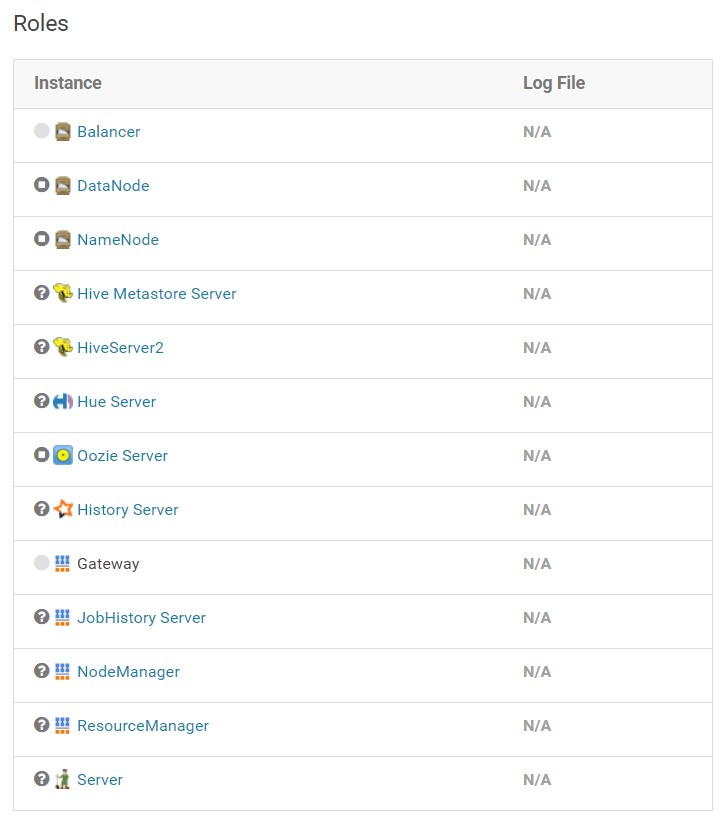 Roles
Instance Log File
Balancer N/A
DataNode N/A
NameNode N/A
Hive Metastore Server N/A
HiveServer2 N/A
Hue Server N/A
Oozie Server N/A
History Server N/A
Gateway N/A
JobHistory Server N/A
NodeManager N/A
ResourceManager N/A
Server N/A